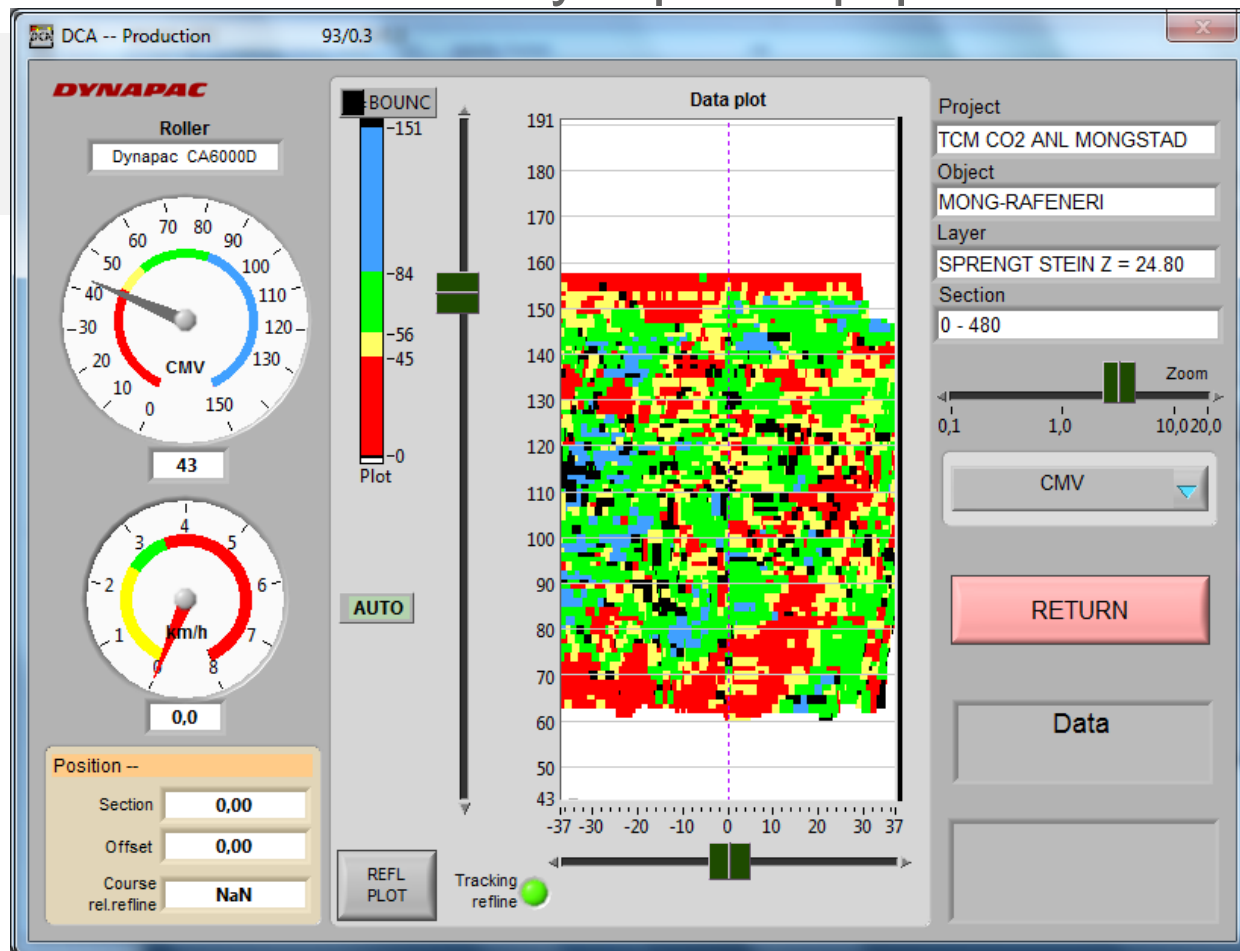 DCA -- Production 93/0.3
DYNAPAC
Roller
Dynapac CA6000D
0 10 20 30 40 50 60 70 80 90 100 110 120 130 150
CMV
43
0 1 2 3 4 5 6 7 8
km/h
0,0
Position --
Section 0,00
Offset 0,00
Course
rel.refline NaN
BOUNC
151
84
56
45
0
Plot
AUTO
REFL
PLOT
Tracking
refline
Data plot
191
180
170
160
150
140
130
120
110
100
90
80
70
60
50
43
-37 -30 -20 -10 0 10 20 30 37
Project
TCM CO2 ANL MONGSTAD
Object
MONG-RAFENERI
Layer
SPRENGT STEIN Z = 24.80
Section
0 - 480
Zoom
0,1 1,0 10,0 20,0
CMV
RETURN
Data